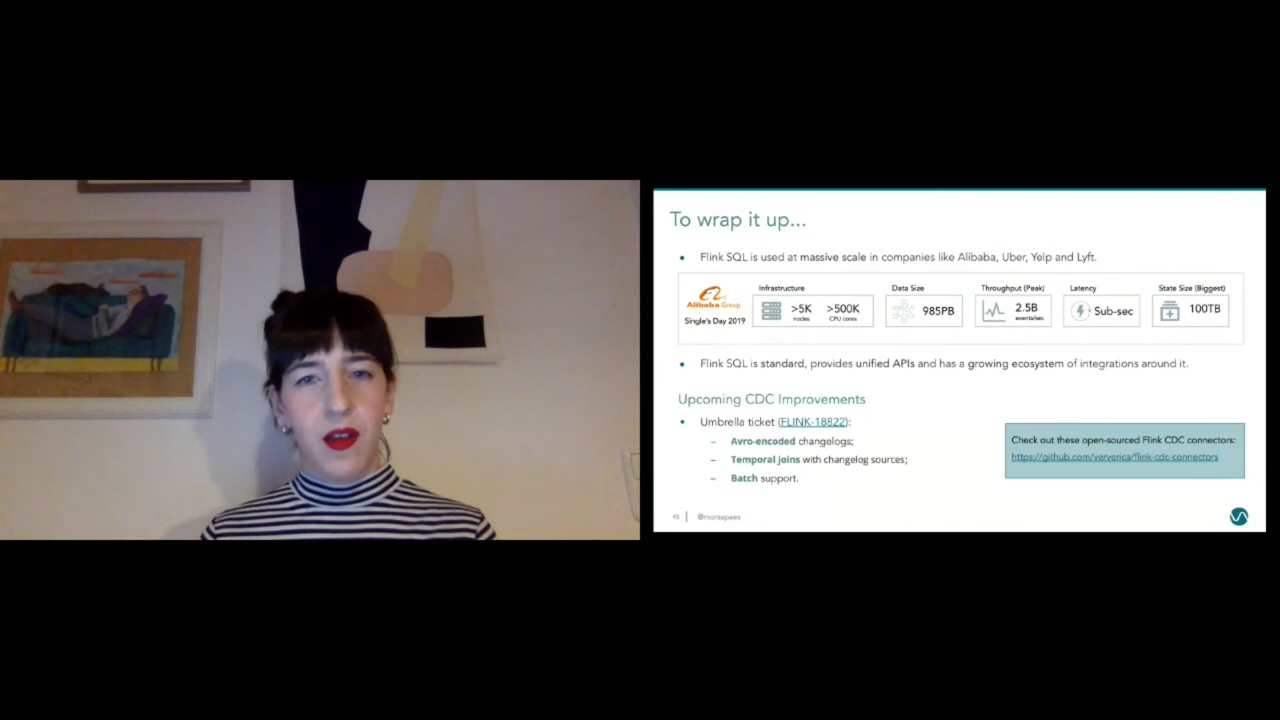 To wrap it up...
• Flink SQL is used at massive scale in companies like Alibaba, Uber, Yelp and Lyft.
Infrastructure Data Size Throughput (Peak) Latency State Size (Biggest)
Alibaba Group
>5K >500K 985PB 2.5B Sub-sec 100TB
nodes CPU cores events/sec
Single's Day 2019
• Flink SQL is standard, provides unified APIs and has a growing ecosystem of integrations around it.
Upcoming CDC Improvements
• Umbrella ticket (FLINK-18822):
– Avro-encoded changelogs;
– Temporal joins with changelog sources;
– Batch support.
Check out these open-sourced Flink CDC connectors:
https://github.com/ververica/flink-cdc-connectors
@morsapaes